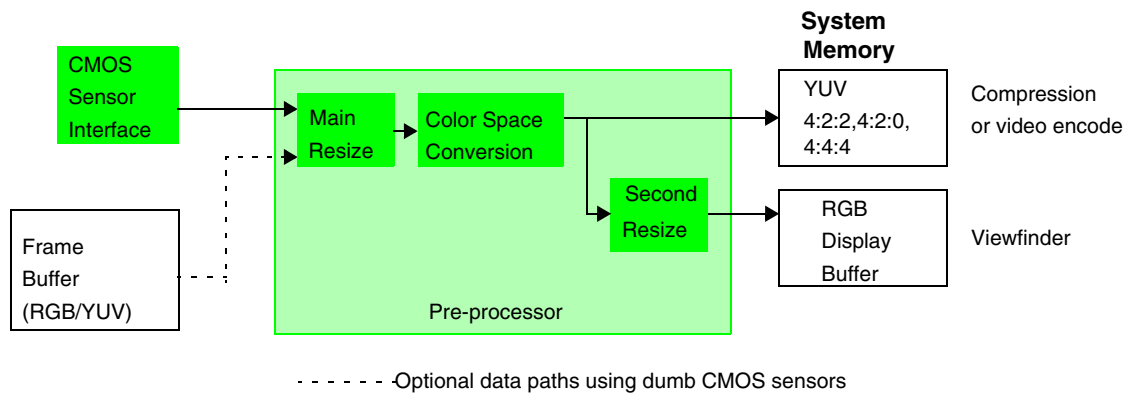 System
Memory
CMOS
Sensor
Interface
Main
Resize
Color Space
Conversion
YUV
4:2:2,4:2:0,
4:4:4
Compression
or video encode
Second
Resize
RGB
Display
Buffer
Viewfinder
Frame
Buffer
(RGB/YUV)
Pre-processor
Optional data paths using dumb CMOS sensors